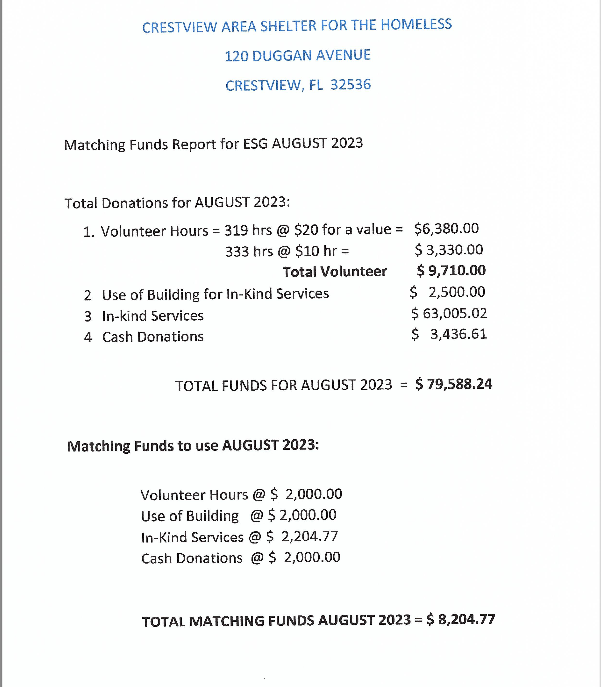 CRESTVIEW AREA SHELTER FOR THE HOMELESS
120 DUGGAN AVENUE
CRESTVIEW, FL 32536
Matching Funds Report for ESG AUGUST 2023
Total Donations for AUGUST 2023:
1. Volunteer Hours = 319 hrs @ $20 for a value = $6,380.00
333 hrs @ $10 hr = $ 3,330.00
Total Volunteer $ 9,710.00
2 Use of Building for In-Kind Services $ 2,500.00
3 In-kind Services $ 63,005.02
4 Cash Donations $ 3,436.61
TOTAL FUNDS FOR AUGUST 2023 = $ 79,588.24
Matching Funds to use AUGUST 2023:
Volunteer Hours @ $ 2,000.00
Use of Building @ $ 2,000.00
In-Kind Services @ $ 2,204.77
Cash Donations @ $ 2,000.00
TOTAL MATCHING FUNDS AUGUST 2023 = $ 8,204.77